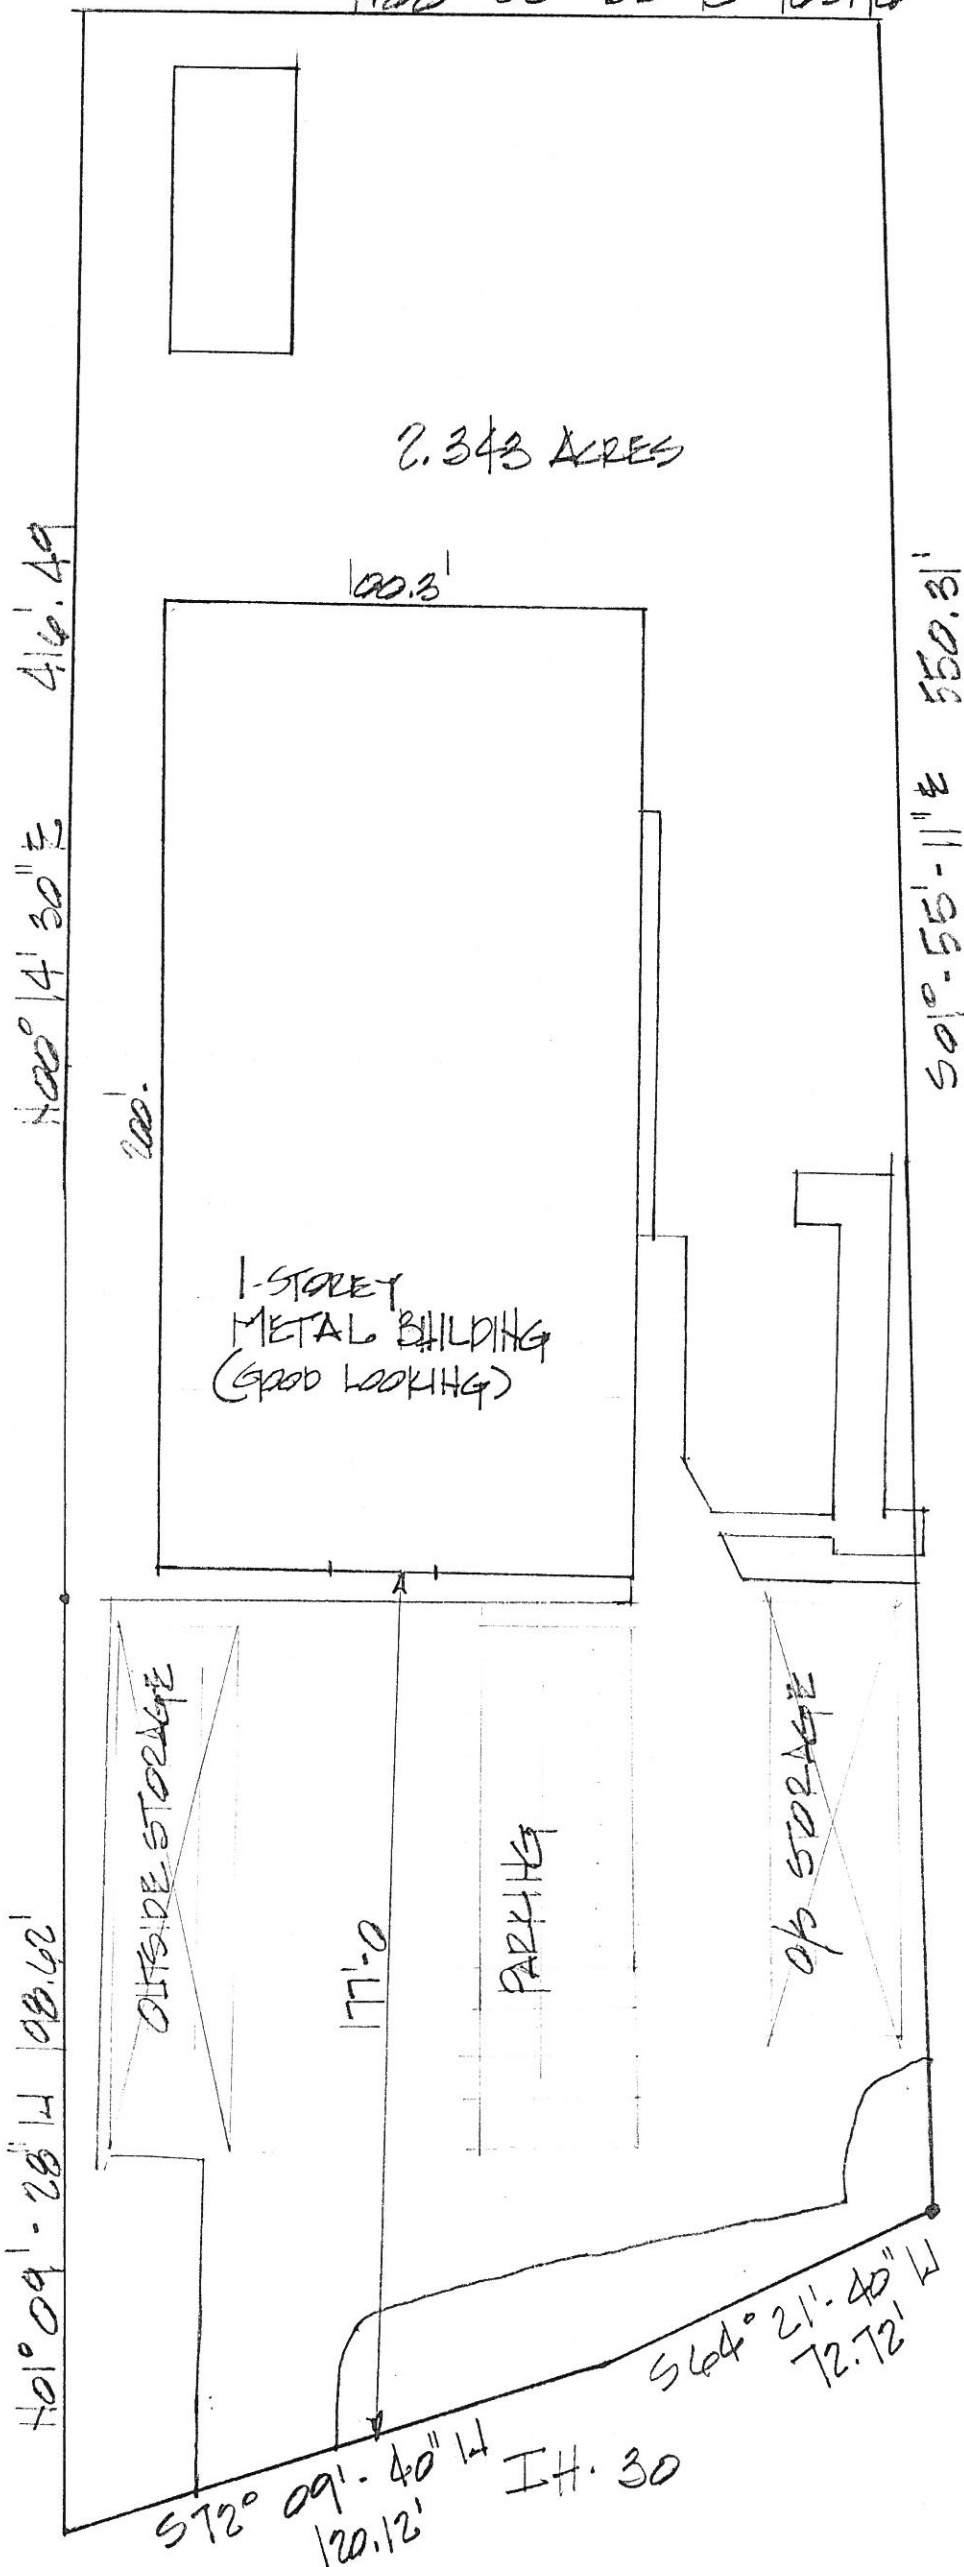 2.343 ACRES
100.3'
416'.49
N00° 14' 30" E
550.31'
S01°-55'-11" E
200.'
1-STOREY
METAL BUILDING
(GOOD LOOKING)
OUTSIDE STORAGE
PARKING
O/S STORAGE
177'-0
N01° 09'-28" W 198.62'
S64° 21'-40" W
72.72'
S72° 09'-40" W
120.12'
IH. 30